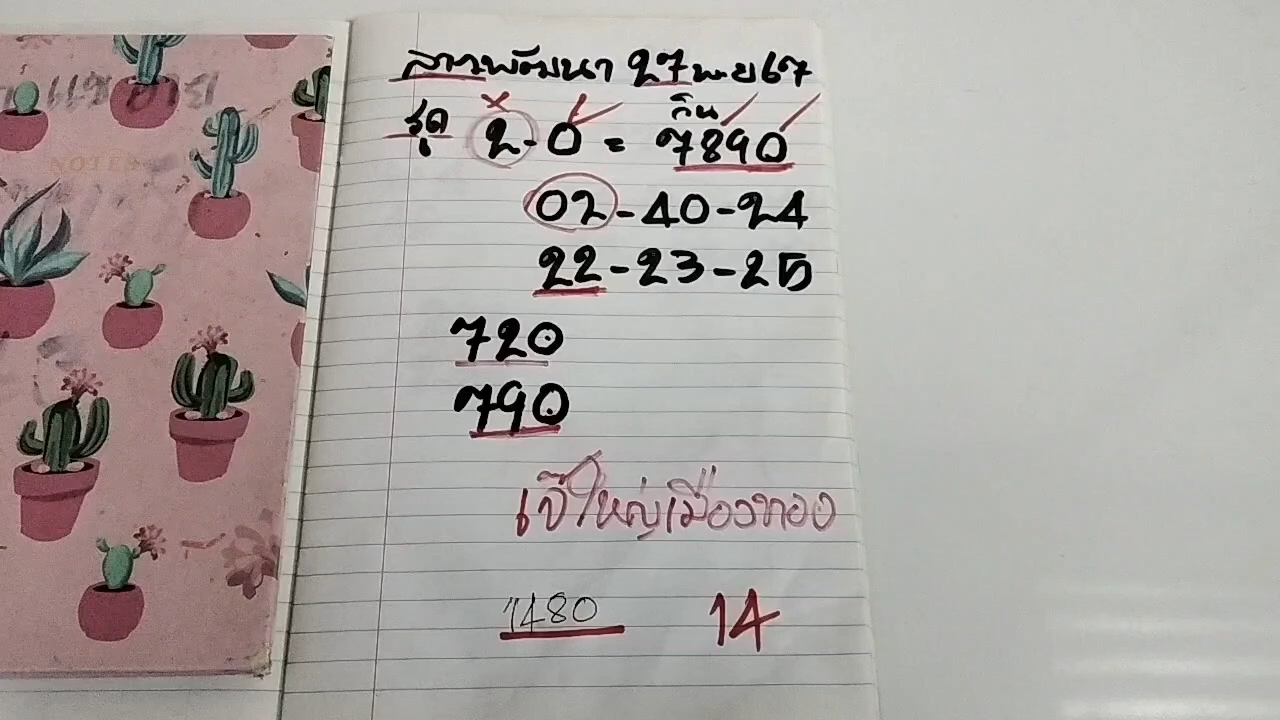 NOTES
ลาวพัฒนา 27 พ.ย 67
กิน
ชุด 2-0 = 7890
02-40-24
22-23-25
720
790
เจ๊ใหญ่เมืองทอง
1480 14